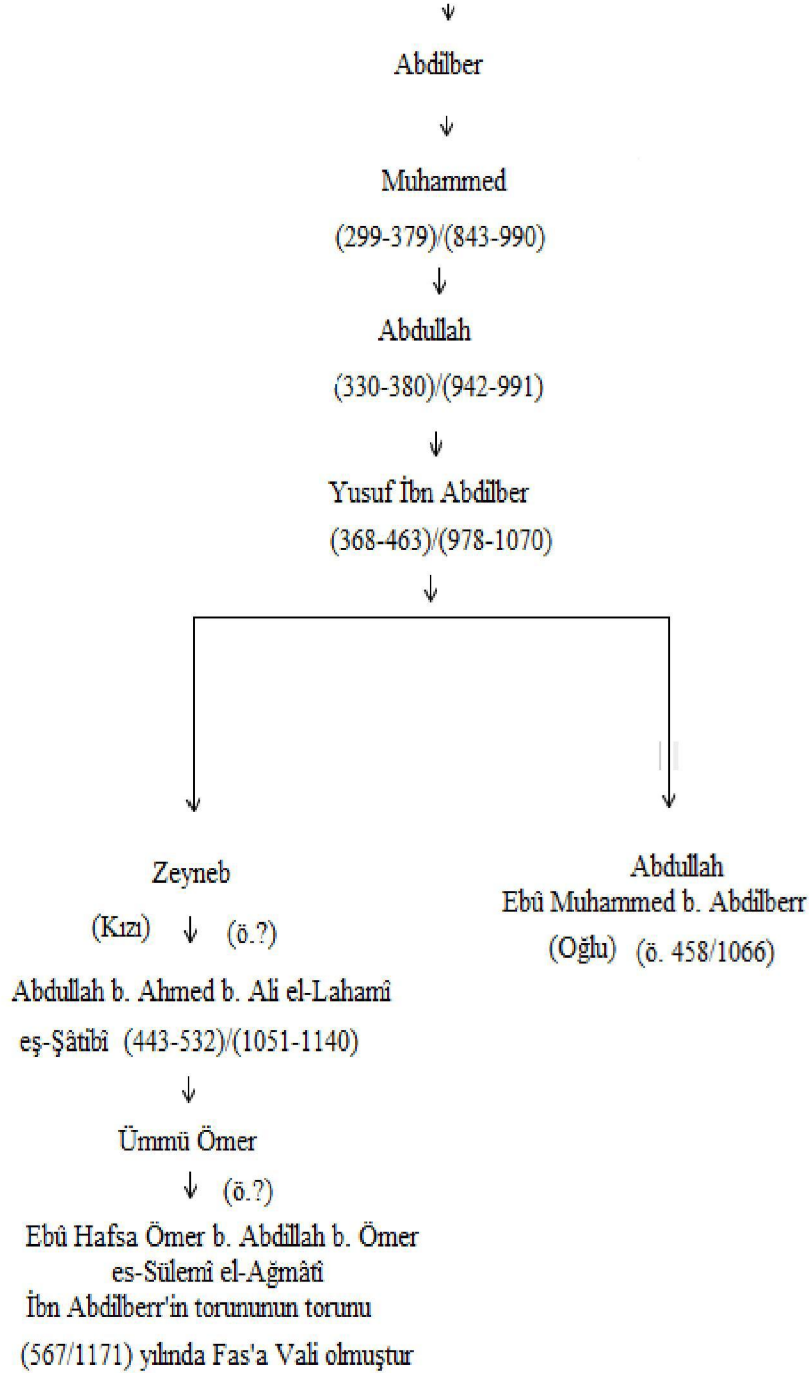 Abdilber
Muhammed
(299-379)/(843-990)
Abdullah
(330-380)/(942-991)
Yusuf İbn Abdilber
(368-463)/(978-1070)
Zeyneb
(Kızı) (ö.?)
Abdullah b. Ahmed b. Ali el-Lahamî
eş-Şâtibî (443-532)/(1051-1140)
Ümmü Ömer
(ö.?)
Ebû Hafsa Ömer b. Abdillah b. Ömer
es-Sülemî el-Ağmâtî
İbn Abdilberr'in torununun torunu
(567/1171) yılında Fas'a Vali olmuştur
Abdullah
Ebû Muhammed b. Abdilberr
(Oğlu) (ö. 458/1066)